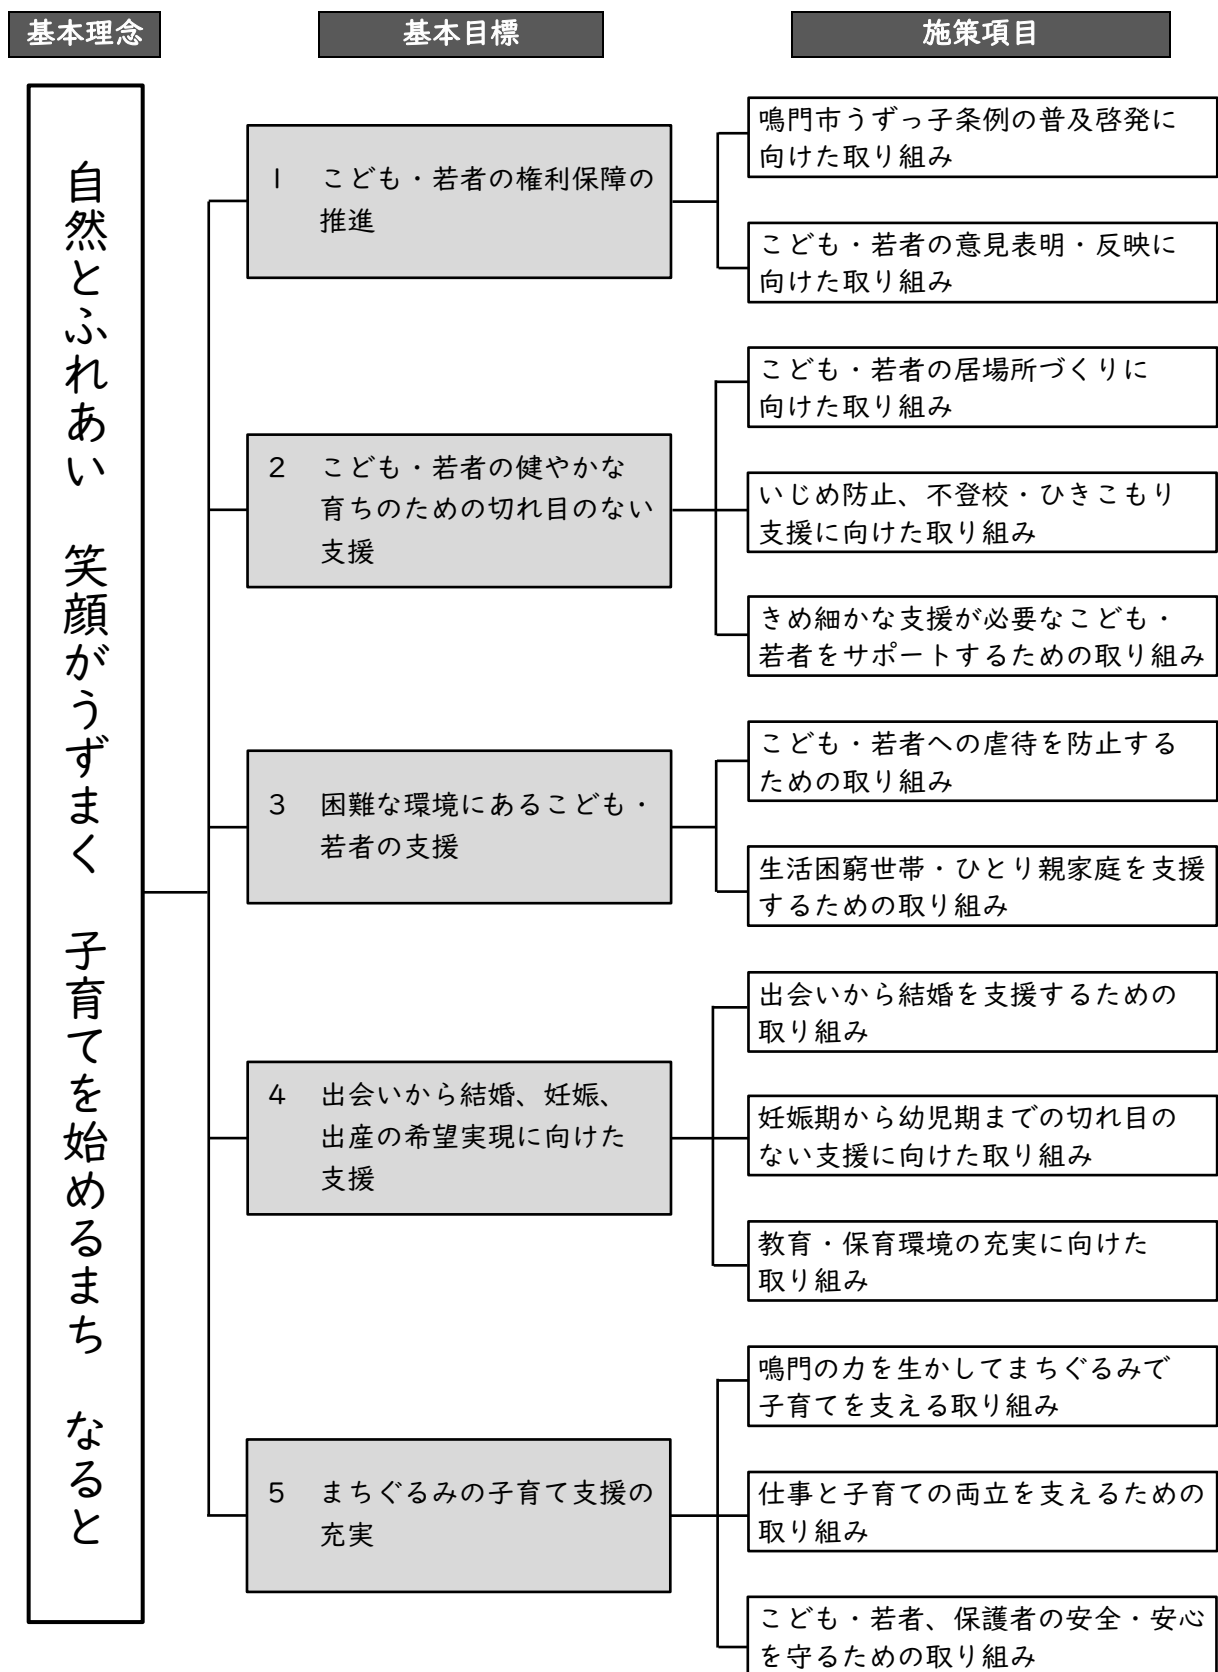 基本理念
基本目標
施策項目
自然とふれあい　笑顔がうずまく　子育てを始めるまち　なると
1　こども・若者の権利保障の
推進
鳴門市うずっ子条例の普及啓発に
向けた取り組み
こども・若者の意見表明・反映に
向けた取り組み
2　こども・若者の健やかな
育ちのための切れ目のない
支援
こども・若者の居場所づくりに
向けた取り組み
いじめ防止、不登校・ひきこもり
支援に向けた取り組み
きめ細かな支援が必要なこども・
若者をサポートするための取り組み
3　困難な環境にあるこども・
若者の支援
こども・若者への虐待を防止する
ための取り組み
生活困窮世帯・ひとり親家庭を支援
するための取り組み
4　出会いから結婚、妊娠、
出産の希望実現に向けた
支援
出会いから結婚を支援するための
取り組み
妊娠期から幼児期までの切れ目の
ない支援に向けた取り組み
教育・保育環境の充実に向けた
取り組み
5　まちぐるみの子育て支援の
充実
鳴門の力を生かしてまちぐるみで
子育てを支える取り組み
仕事と子育ての両立を支えるための
取り組み
こども・若者、保護者の安全・安心
を守るための取り組み